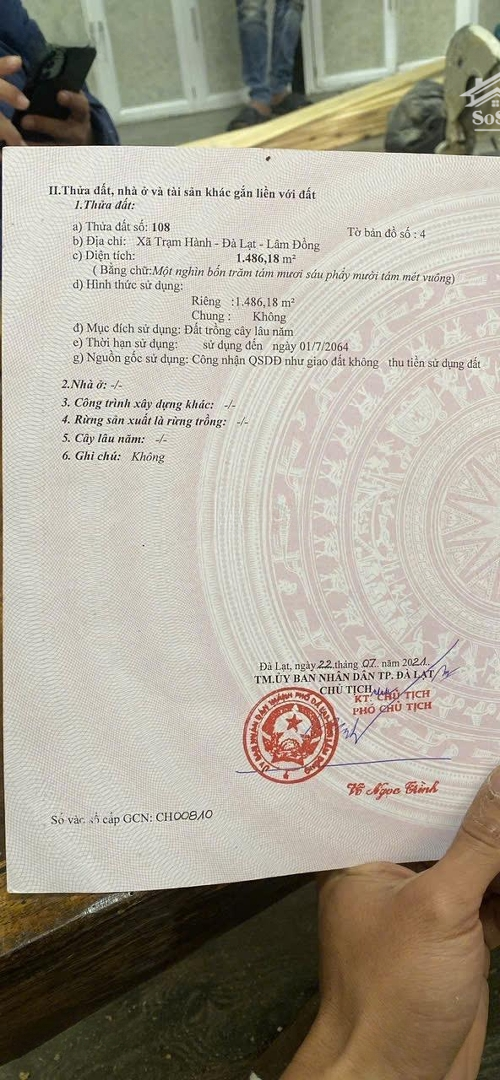 SoS
II.Thửa đất, nhà ở và tài sản khác gắn liền với đất
1.Thửa đất:
a) Thửa đất số: 108 Tờ bản đồ số : 4
b) Địa chỉ: Xã Trạm Hành - Đà Lạt - Lâm Đồng
c) Diện tích: 1.486,18 m²
( Bằng chữ:Một nghìn bốn trăm tám mươi sáu phẩy mười tám mét vuông)
d) Hình thức sử dụng:
Riêng :1.486,18 m²
Chung : Không
đ) Mục đích sử dụng: Đất trồng cây lâu năm
e) Thời hạn sử dụng: sử dụng đến ngày 01/7/2064
g) Nguồn gốc sử dụng: Công nhận QSDĐ như giao đất không thu tiền sử dụng đất
2.Nhà ở: -/-
3. Công trình xây dựng khác: -/-
4. Rừng sản xuất là rừng trồng: -/-
5. Cây lâu năm: -/-
6. Ghi chú: Không
Đà Lạt, ngày 22 tháng 07 năm 2021
TM.ỦY BAN NHÂN DÂN TP. ĐÀ LẠT
CHỦ TỊCH
KT. CHỦ TỊCH
PHÓ CHỦ TỊCH
Võ Ngọc Trình
Số vào sổ cấp GCN: CH00810